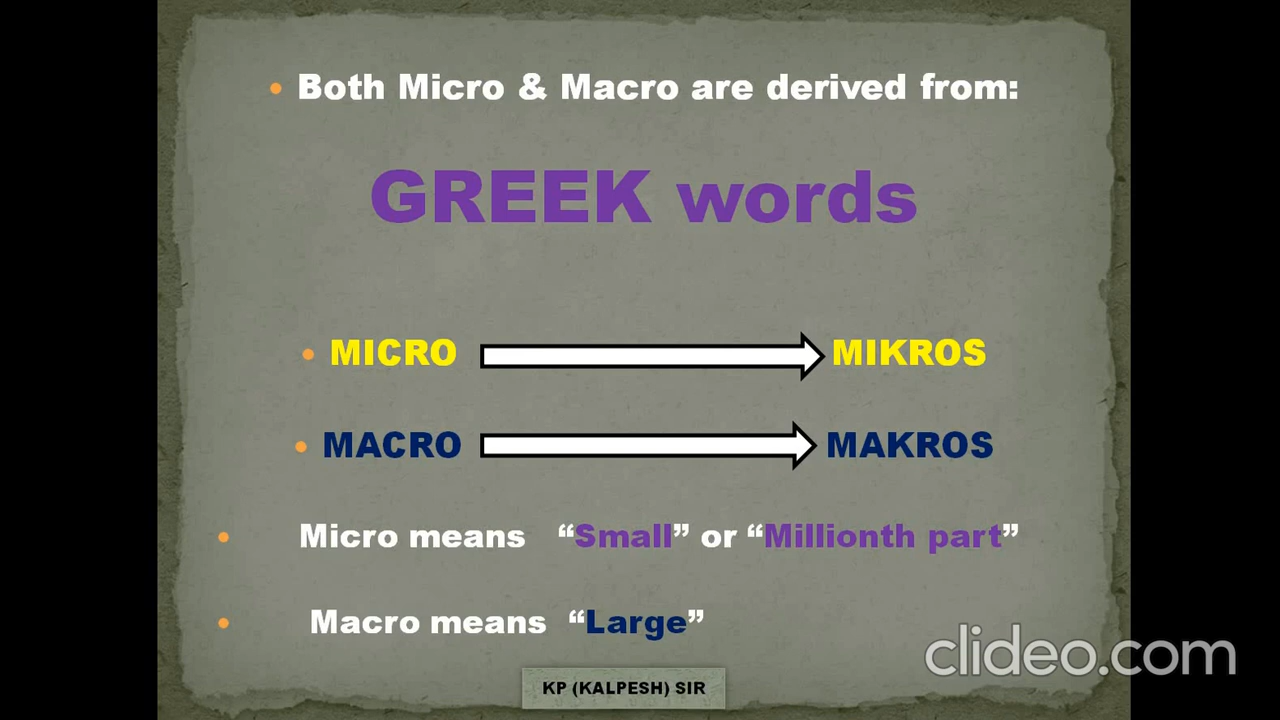 • Both Micro & Macro are derived from:
GREEK words
• MICRO MIKROS
• MACRO MAKROS
• Micro means “Small” or “Millionth part”
• Macro means “Large”
clideo.com
KP (KALPESH) SIR